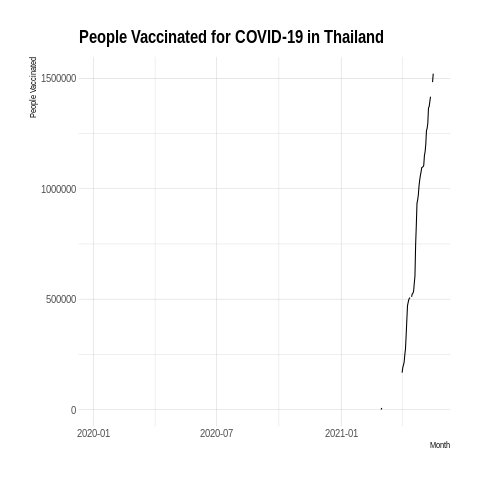 People Vaccinated for COVID-19 in Thailand
People Vaccinated
1500000
1000000
500000
0
2020-01
2020-07
2021-01
Month